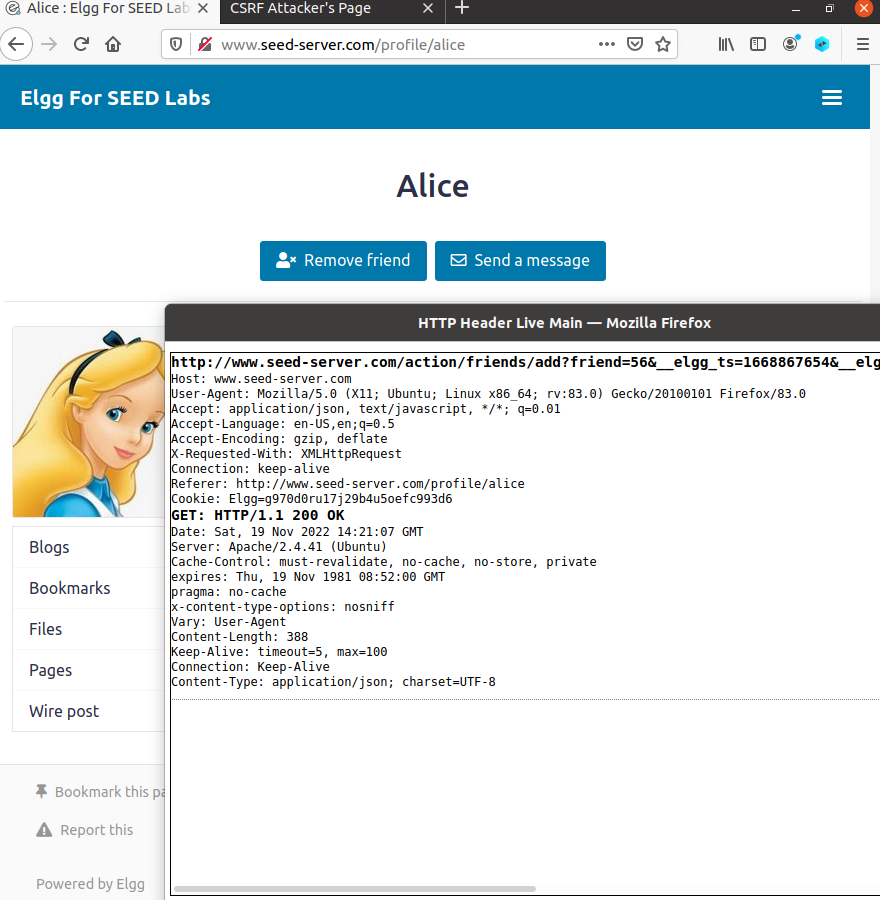 Alice : Elgg For SEED Labs
CSRF Attacker's Page
www.seed-server.com/profile/alice
Elgg For SEED Labs
Alice
Remove friend
Send a message
HTTP Header Live Main — Mozilla Firefox
http://www.seed-server.com/action/friends/add?friend=56&__elgg_ts=1668867654&__elg
Host: www.seed-server.com
User-Agent: Mozilla/5.0 (X11; Ubuntu; Linux x86_64; rv:83.0) Gecko/20100101 Firefox/83.0
Accept: application/json, text/javascript, */*; q=0.01
Accept-Language: en-US,en;q=0.5
Accept-Encoding: gzip, deflate
X-Requested-With: XMLHttpRequest
Connection: keep-alive
Referer: http://www.seed-server.com/profile/alice
Cookie: Elgg=g970d0ru17j29b4u5oefc993d6
GET: HTTP/1.1 200 OK
Date: Sat, 19 Nov 2022 14:21:07 GMT
Server: Apache/2.4.41 (Ubuntu)
Cache-Control: must-revalidate, no-cache, no-store, private
expires: Thu, 19 Nov 1981 08:52:00 GMT
pragma: no-cache
x-content-type-options: nosniff
Vary: User-Agent
Content-Length: 388
Keep-Alive: timeout=5, max=100
Connection: Keep-Alive
Content-Type: application/json; charset=UTF-8
Blogs
Bookmarks
Files
Pages
Wire post
Bookmark this pa
Report this
Powered by Elgg